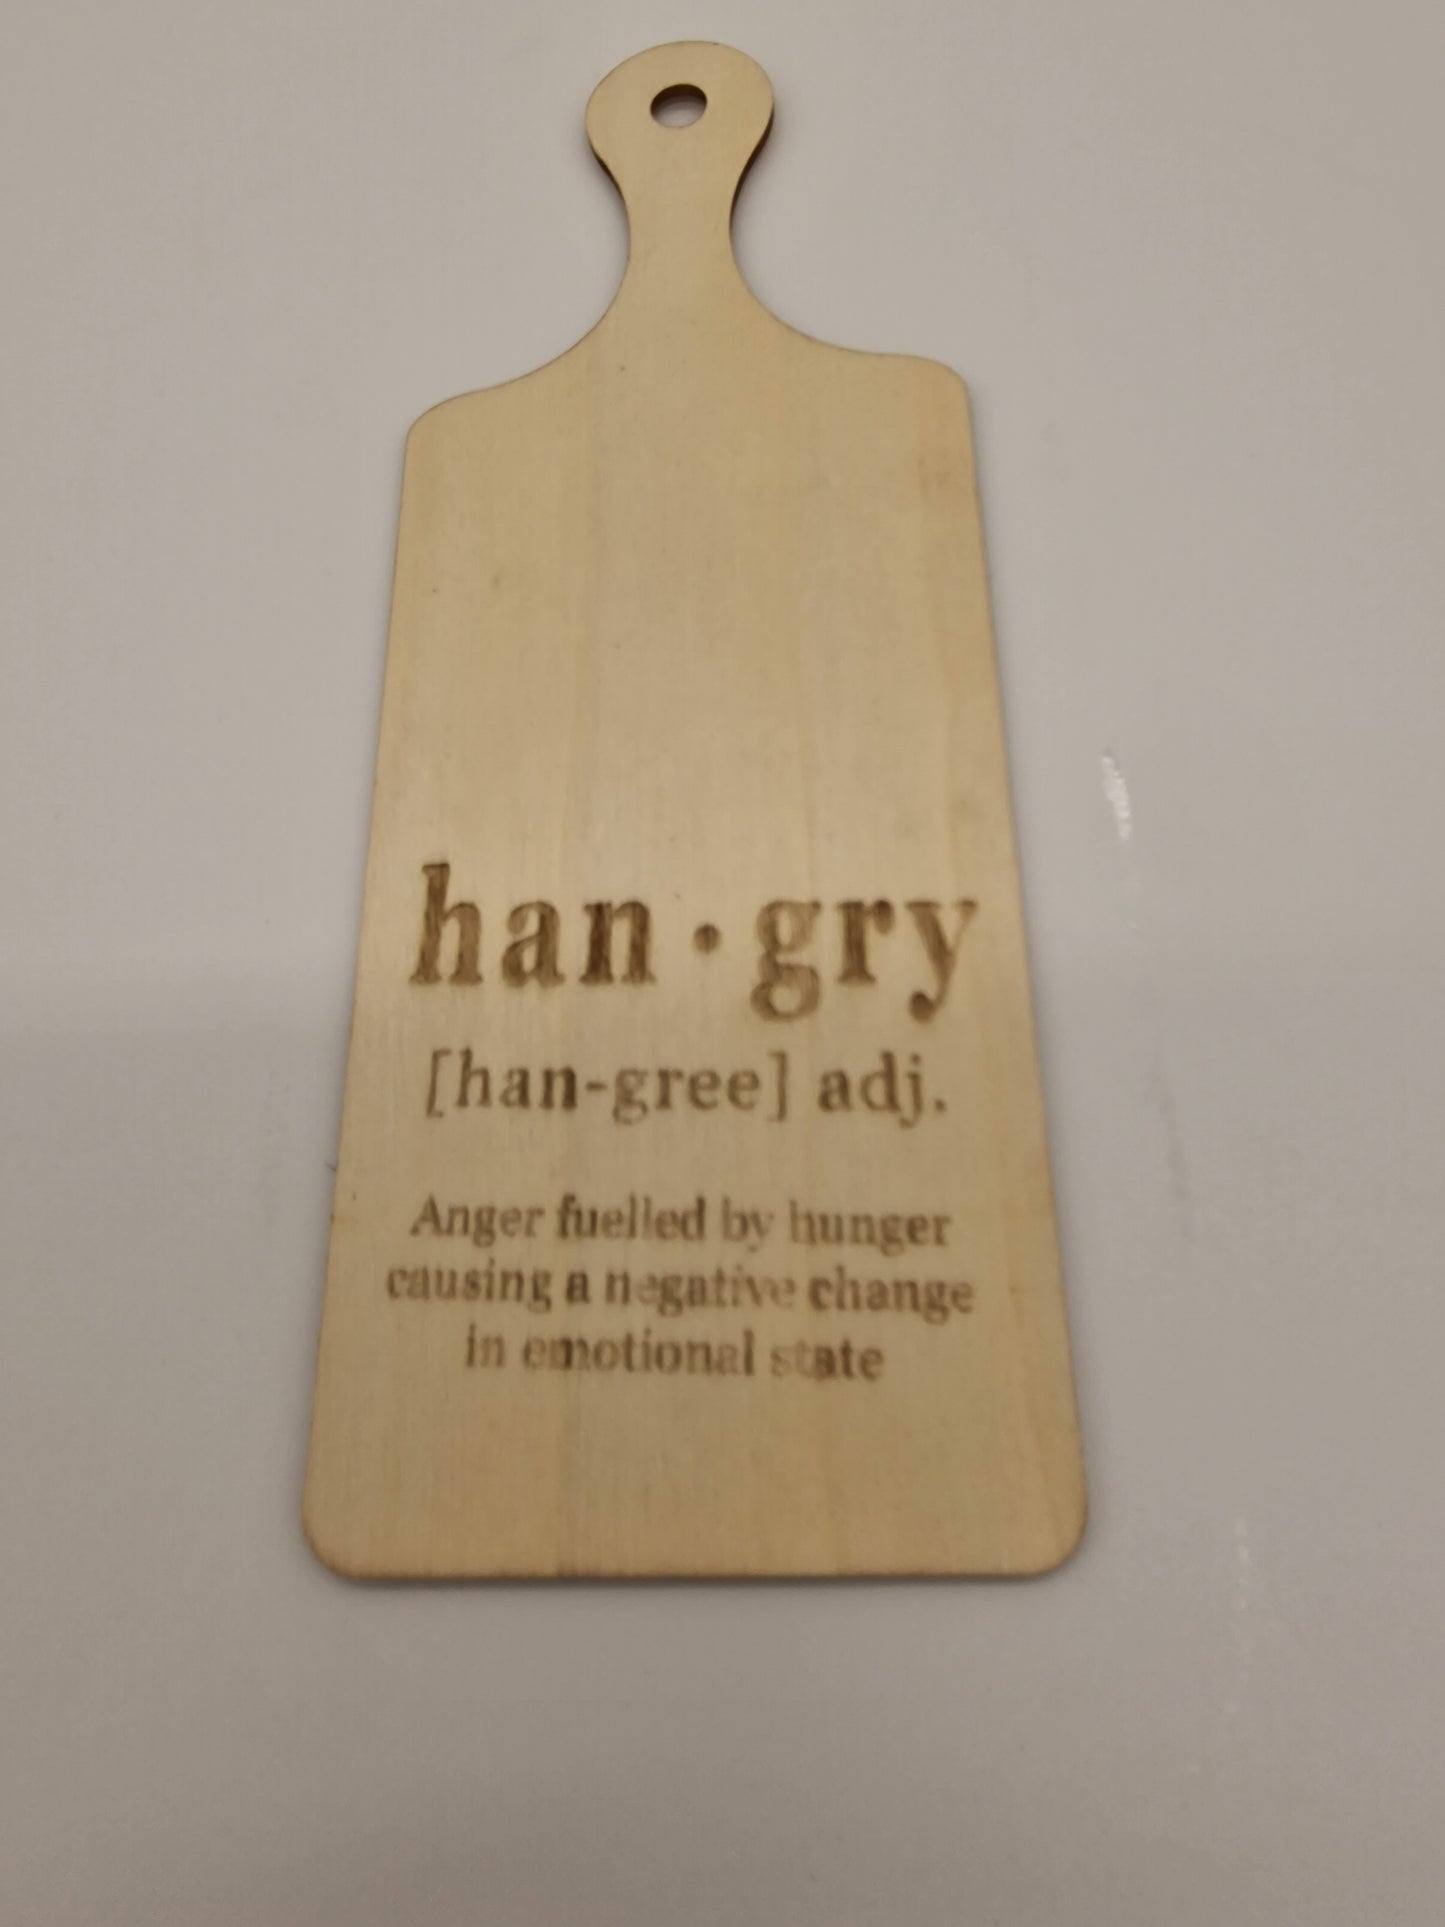 han·gry
[han-gree] adj.
Anger fuelled by hunger
causing a negative change
in emotional state